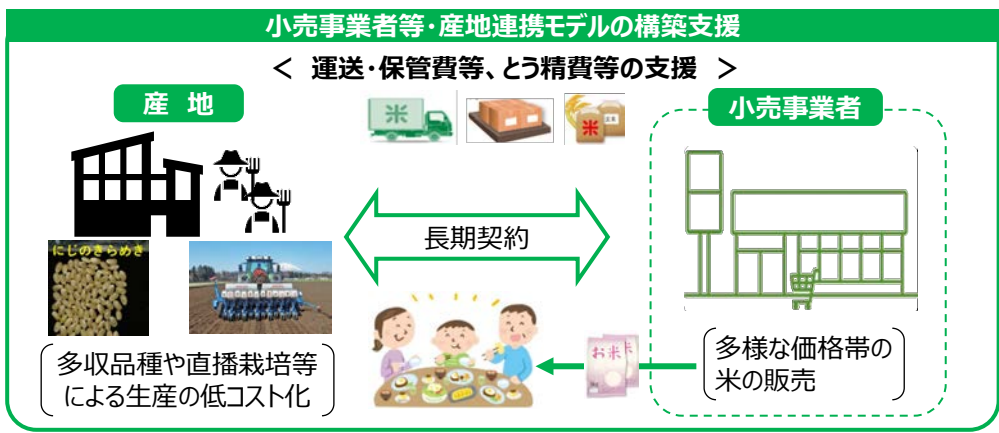 小売事業者等・産地連携モデルの構築支援
＜ 運送・保管費等、とう精費等の支援 ＞
産 地
米
米
小売事業者
長期契約
にじのきらめき
お米
多収品種や直播栽培等
による生産の低コスト化
多様な価格帯の
米の販売